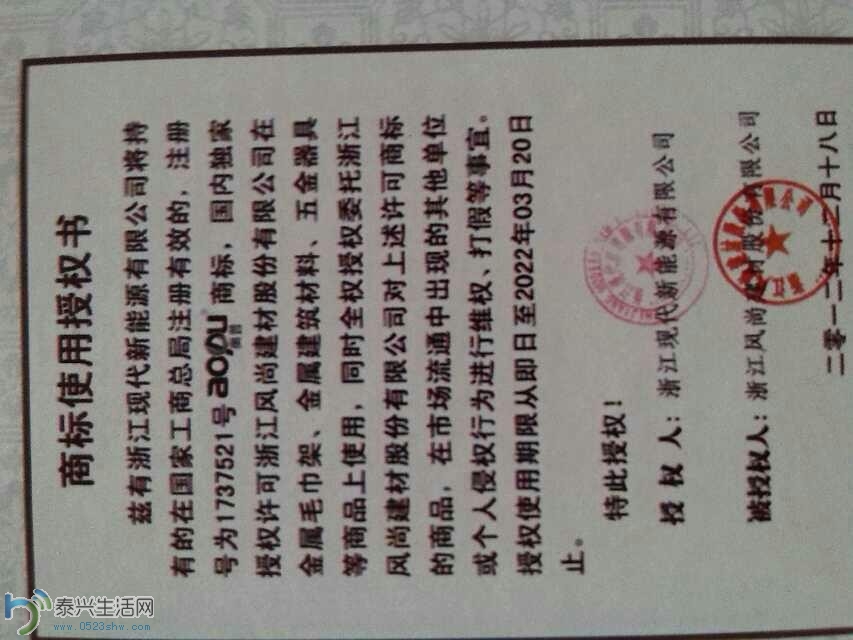 商标使用授权书
兹有浙江现代新能源有限公司将持
有的在国家工商总局注册有效的，注册
号为1737521号aopu商标，国内独家
授权许可浙江风尚建材股份有限公司在
金属毛巾架、金属建筑材料、五金器具
等商品上使用，同时全权授权委托浙江
风尚建材股份有限公司对上述许可商标
的商品，在市场流通中出现的其他单位
或个人侵权行为进行维权、打假等事宜。
授权使用期限从即日至2022年03月20日
止。
特此授权！
授 权 人：浙江现代新能源有限公司
被授权人：浙江风尚建材股份有限公司
二零一二年十二月十八日
泰兴生活网
www.0523shw.com